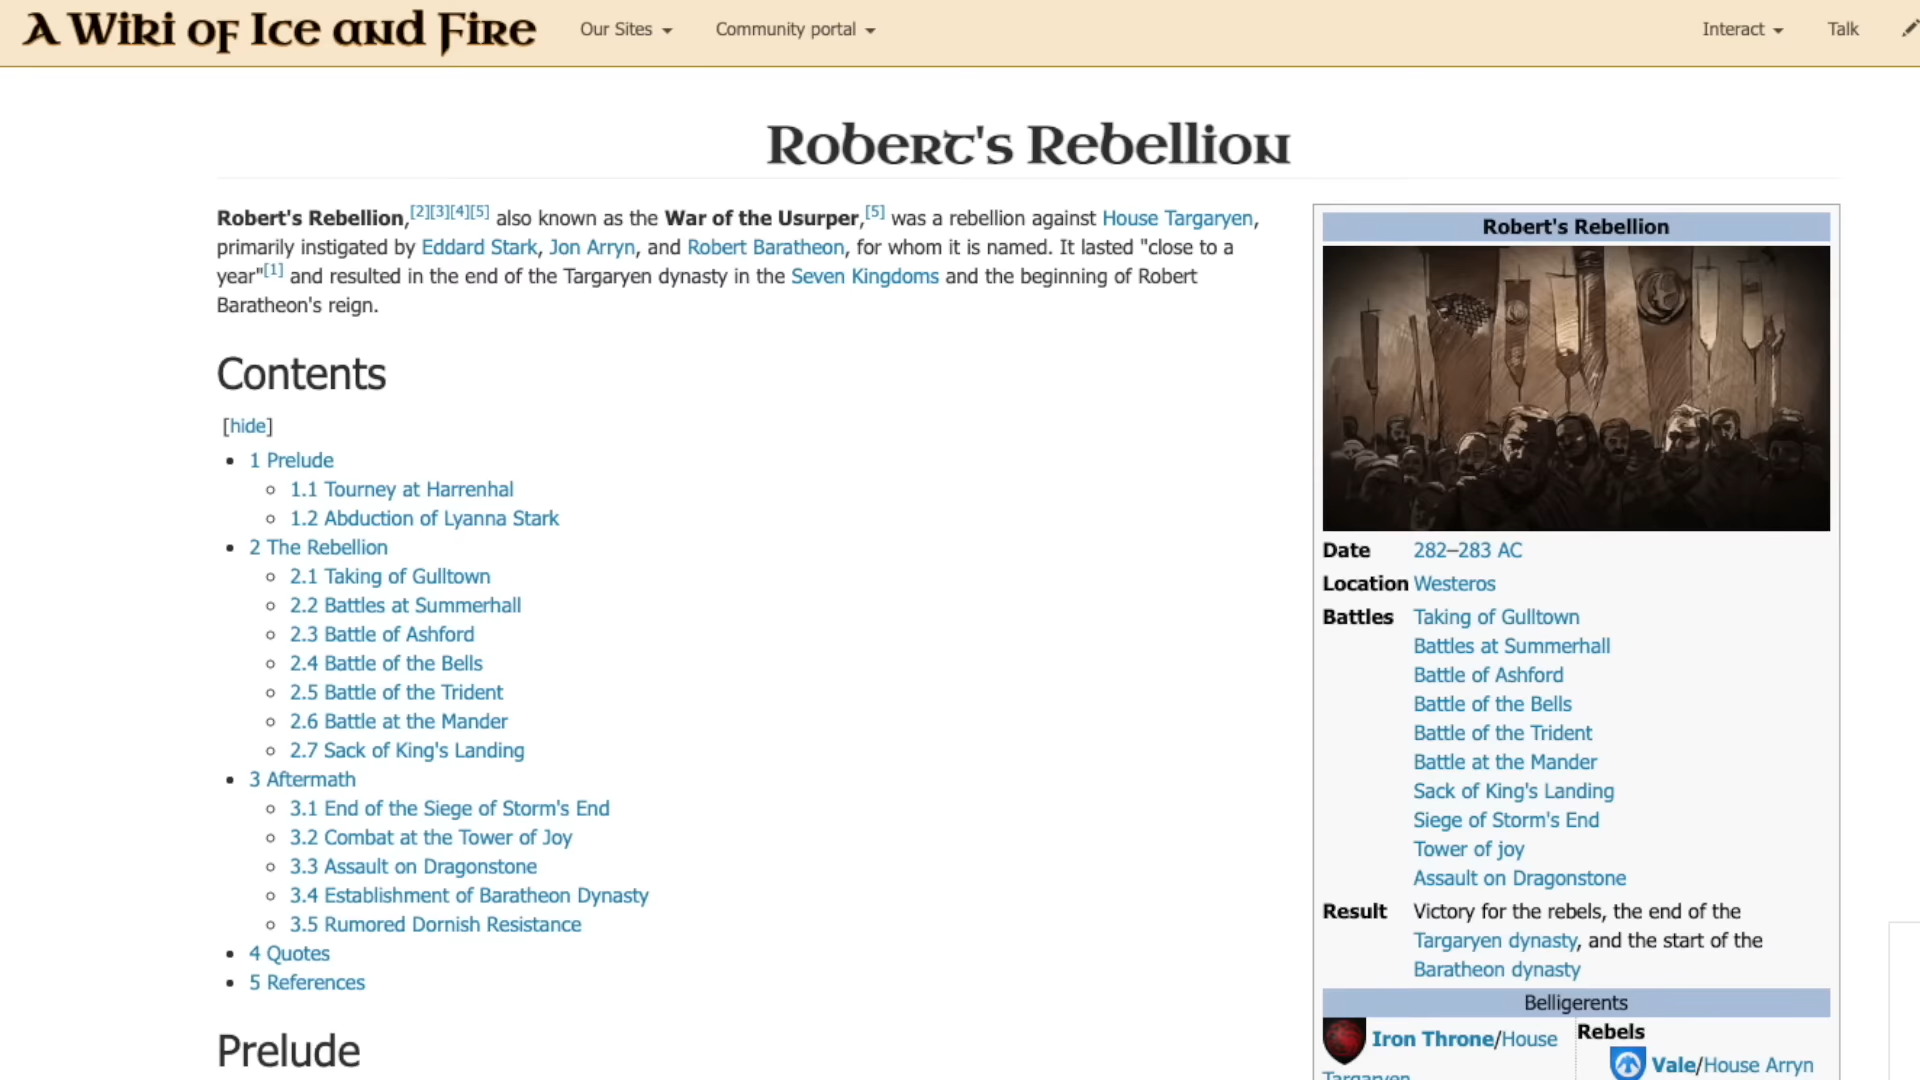 A Wiki of Ice and Fire
Our Sites
Community portal
Interact
Talk
Robert's Rebellion
Robert's Rebellion,[2][3][4][5] also known as the War of the Usurper,[5] was a rebellion against House Targaryen,
primarily instigated by Eddard Stark, Jon Arryn, and Robert Baratheon, for whom it is named. It lasted "close to a
year"[1] and resulted in the end of the Targaryen dynasty in the Seven Kingdoms and the beginning of Robert
Baratheon's reign.
Contents
[hide]
1 Prelude
1.1 Tourney at Harrenhal
1.2 Abduction of Lyanna Stark
2 The Rebellion
2.1 Taking of Gulltown
2.2 Battles at Summerhall
2.3 Battle of Ashford
2.4 Battle of the Bells
2.5 Battle of the Trident
2.6 Battle at the Mander
2.7 Sack of King's Landing
3 Aftermath
3.1 End of the Siege of Storm's End
3.2 Combat at the Tower of Joy
3.3 Assault on Dragonstone
3.4 Establishment of Baratheon Dynasty
3.5 Rumored Dornish Resistance
4 Quotes
5 References
Prelude
Robert's Rebellion
Date 282–283 AC
Location Westeros
Battles Taking of Gulltown
Battles at Summerhall
Battle of Ashford
Battle of the Bells
Battle of the Trident
Battle at the Mander
Sack of King's Landing
Siege of Storm's End
Tower of joy
Assault on Dragonstone
Result Victory for the rebels, the end of the
Targaryen dynasty, and the start of the
Baratheon dynasty
Belligerents
Iron Throne/House
Targaryen
Rebels
Vale/House Arryn